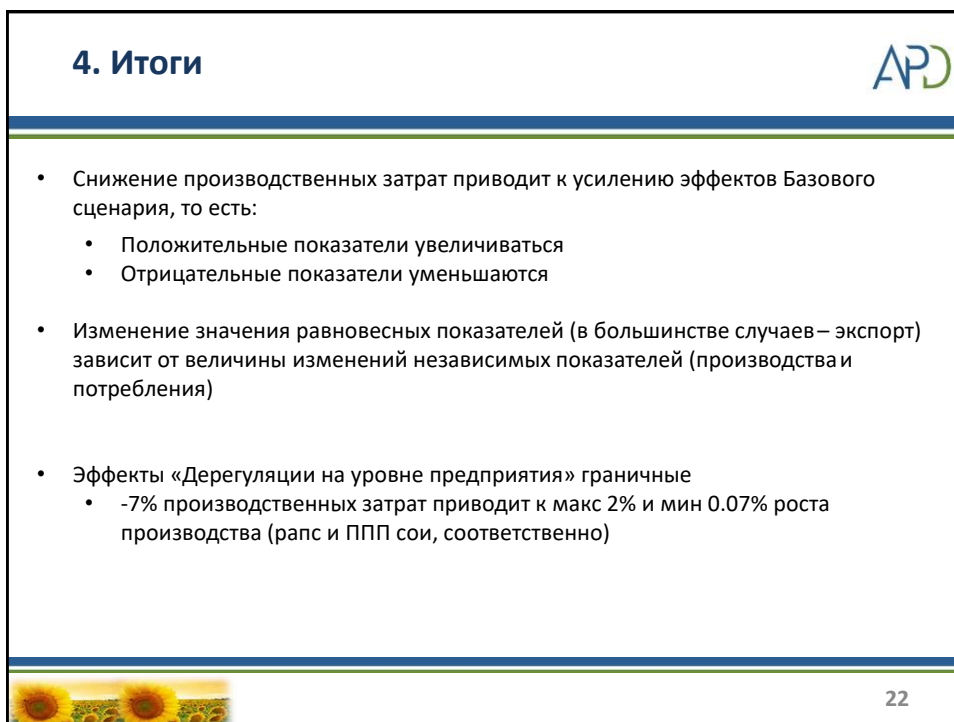 4. Итоги
APD
• Снижение производственных затрат приводит к усилению эффектов Базового
сценария, то есть:
• Положительные показатели увеличиваться
• Отрицательные показатели уменьшаются
• Изменение значения равновесных показателей (в большинстве случаев – экспорт)
зависит от величины изменений независимых показателей (производства и
потребления)
• Эффекты «Дерегуляции на уровне предприятия» граничные
• -7% производственных затрат приводит к макс 2% и мин 0.07% роста
производства (рапс и ППП сои, соответственно)
22